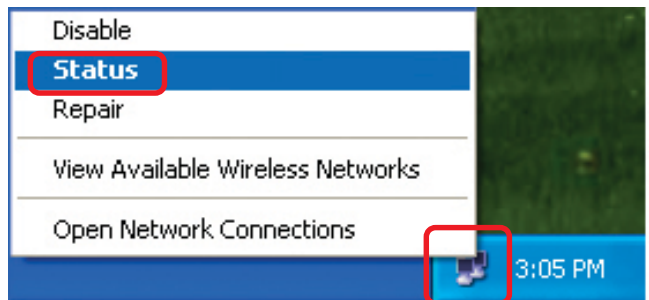 Disable
Status
Repair
View Available Wireless Networks
Open Network Connections
3:05 PM